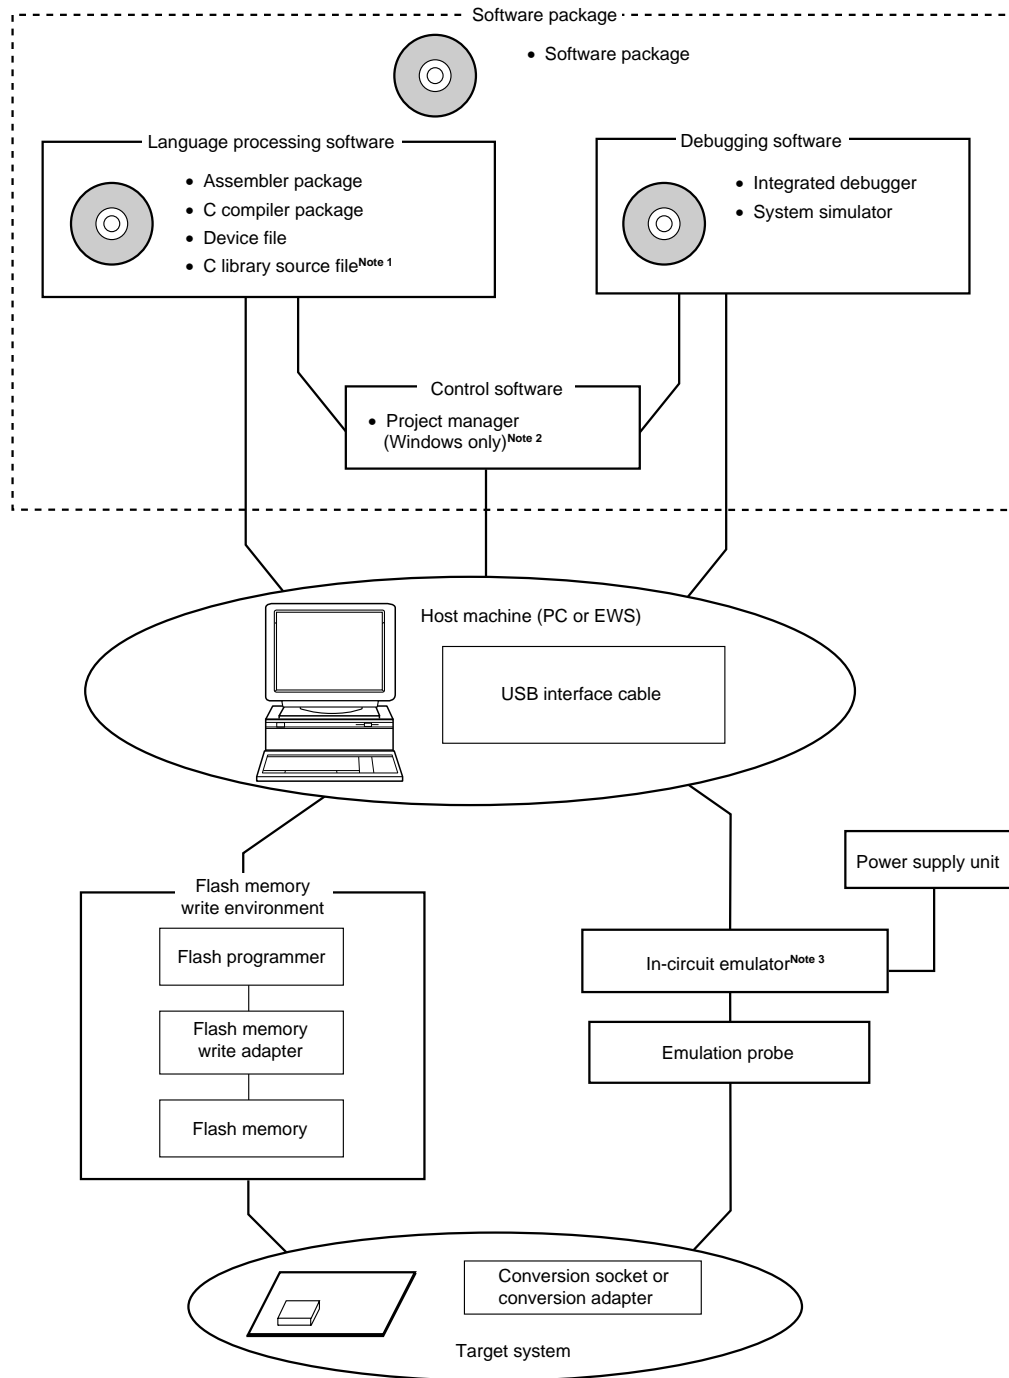 Software package
• Software package
Language processing software
• Assembler package
• C compiler package
• Device file
• C library source fileNote 1
Debugging software
• Integrated debugger
• System simulator
Control software
• Project manager
(Windows only)Note 2
Host machine (PC or EWS)
USB interface cable
Power supply unit
Flash memory
write environment
Flash programmer
Flash memory
write adapter
Flash memory
In-circuit emulatorNote 3
Emulation probe
Conversion socket or
conversion adapter
Target system